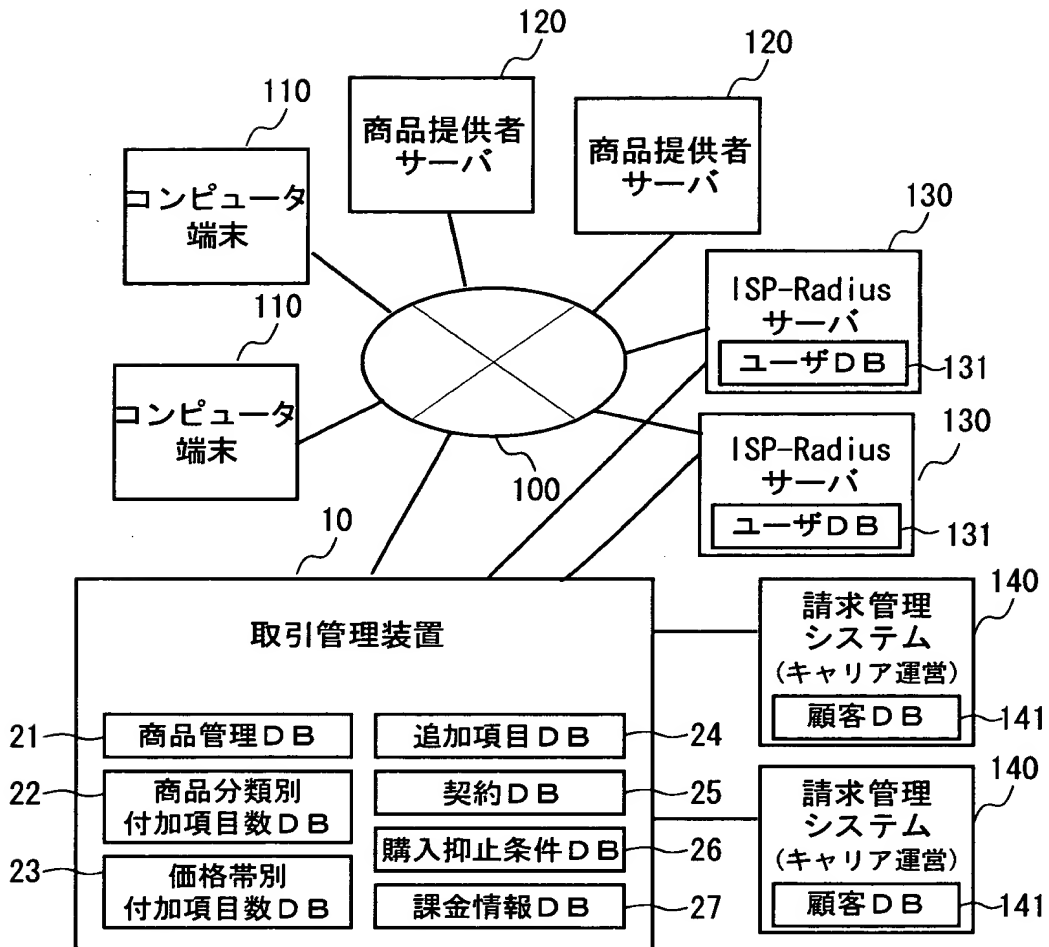 120
120
110
商品提供者
サーバ
商品提供者
サーバ
コンピュータ
端末
130
ISP-Radius
サーバ
ユーザDB
131
110
コンピュータ
端末
130
ISP-Radius
サーバ
ユーザDB
131
100
10
取引管理装置
140
請求管理
システム
(キャリア運営)
顧客DB
141
21
商品管理DB
追加項目DB
24
22
商品分類別
付加項目数DB
契約DB
25
140
請求管理
システム
(キャリア運営)
顧客DB
141
購入抑止条件DB
26
23
価格帯別
付加項目数DB
課金情報DB
27